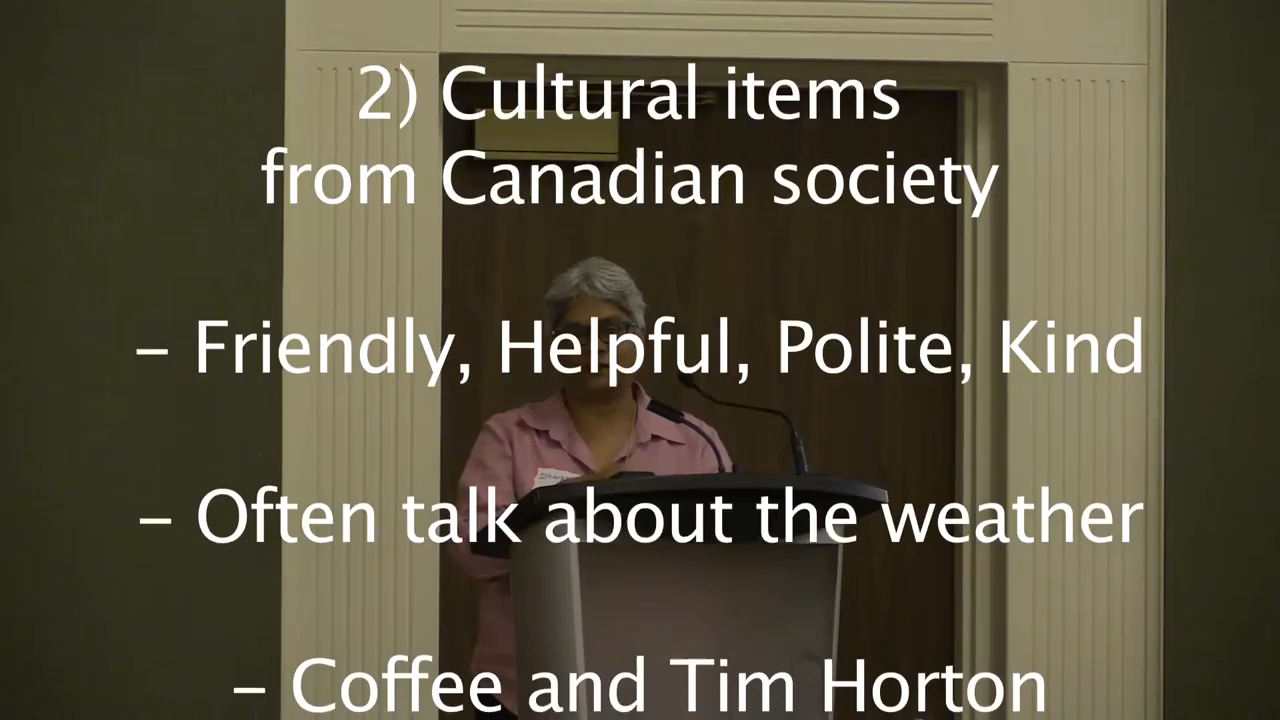 2) Cultural items
from Canadian society
– Friendly, Helpful, Polite, Kind
– Often talk about the weather
– Coffee and Tim Horton